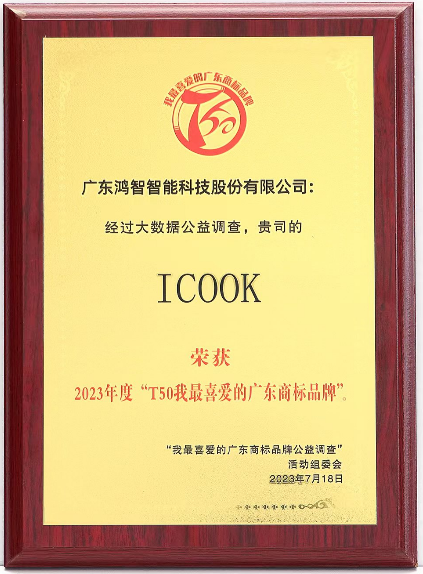 我最喜爱的广东商标品牌
T50
广东鸿智智能科技股份有限公司：
经过大数据公益调查，贵司的
ICOOK
荣获
2023年度“T50我最喜爱的广东商标品牌”。
“我最喜爱的广东商标品牌公益调查”
活动组委会
2023年7月18日